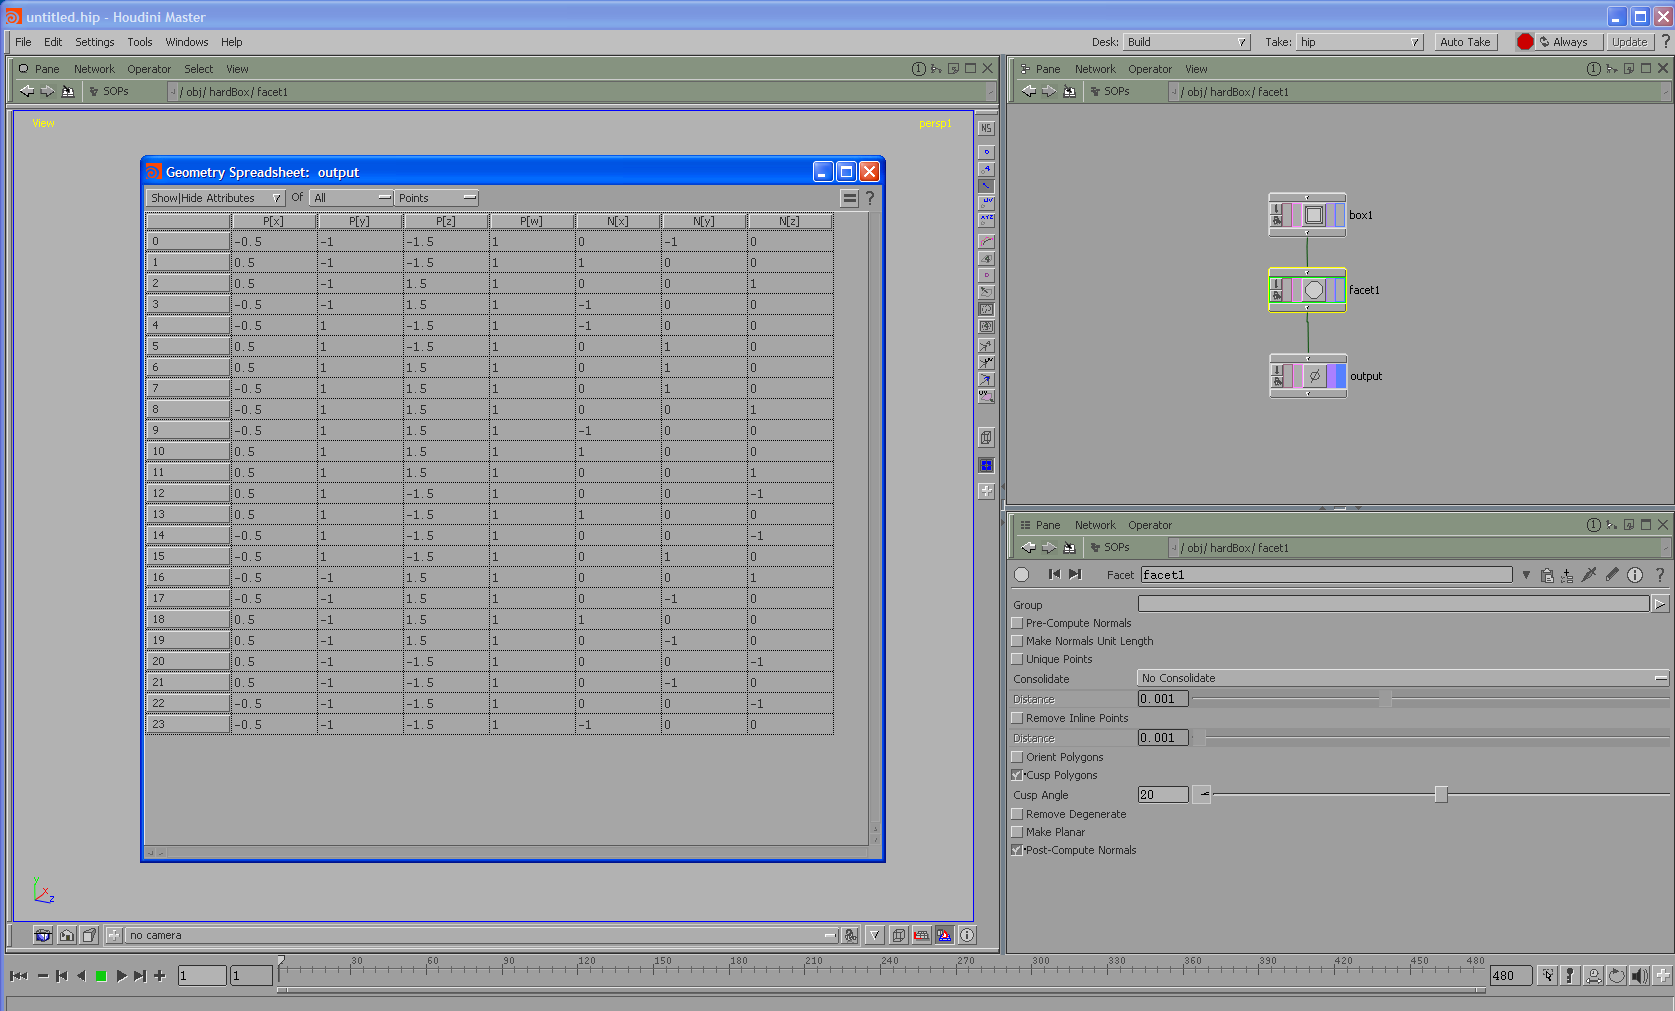 untitled.hip - Houdini Master
File Edit Settings Tools Windows Help
Desk: Build Take: hip Auto Take Always Update ?
Pane Network Operator Select View
SOPs / obj/ hardBox/ facet1
View persp1
Geometry Spreadsheet: output
Show|Hide Attributes Of All Points ?
P[x] P[y] P[z] P[w] N[x] N[y] N[z]
0 -0.5 -1 -1.5 1 0 -1 0
1 0.5 -1 -1.5 1 1 0 0
2 0.5 -1 1.5 1 0 0 1
3 -0.5 -1 1.5 1 -1 0 0
4 -0.5 1 -1.5 1 -1 0 0
5 0.5 1 -1.5 1 0 1 0
6 0.5 1 1.5 1 0 1 0
7 -0.5 1 1.5 1 0 1 0
8 -0.5 1 1.5 1 0 0 1
9 -0.5 1 1.5 1 -1 0 0
10 0.5 1 1.5 1 1 0 0
11 0.5 1 1.5 1 0 0 1
12 0.5 1 -1.5 1 0 0 -1
13 0.5 1 -1.5 1 1 0 0
14 -0.5 1 -1.5 1 0 0 -1
15 -0.5 1 -1.5 1 0 1 0
16 -0.5 -1 1.5 1 0 0 1
17 -0.5 -1 1.5 1 0 -1 0
18 0.5 -1 1.5 1 1 0 0
19 0.5 -1 1.5 1 0 -1 0
20 0.5 -1 -1.5 1 0 0 -1
21 0.5 -1 -1.5 1 0 -1 0
22 -0.5 -1 -1.5 1 0 0 -1
23 -0.5 -1 -1.5 1 -1 0 0
NS
UV
XYZ
Y X Z
no camera
Pane Network Operator View
SOPs / obj/ hardBox/ facet1
box1
facet1
output
Pane Network Operator
SOPs / obj/ hardBox/ facet1
Facet facet1 ?
Group
Pre-Compute Normals
Make Normals Unit Length
Unique Points
Consolidate No Consolidate
Distance 0.001
Remove Inline Points
Distance 0.001
Orient Polygons
Cusp Polygons
Cusp Angle 20
Remove Degenerate
Make Planar
Post-Compute Normals
1 1 30 60 90 120 150 180 210 240 270 300 330 360 390 420 450 480 480